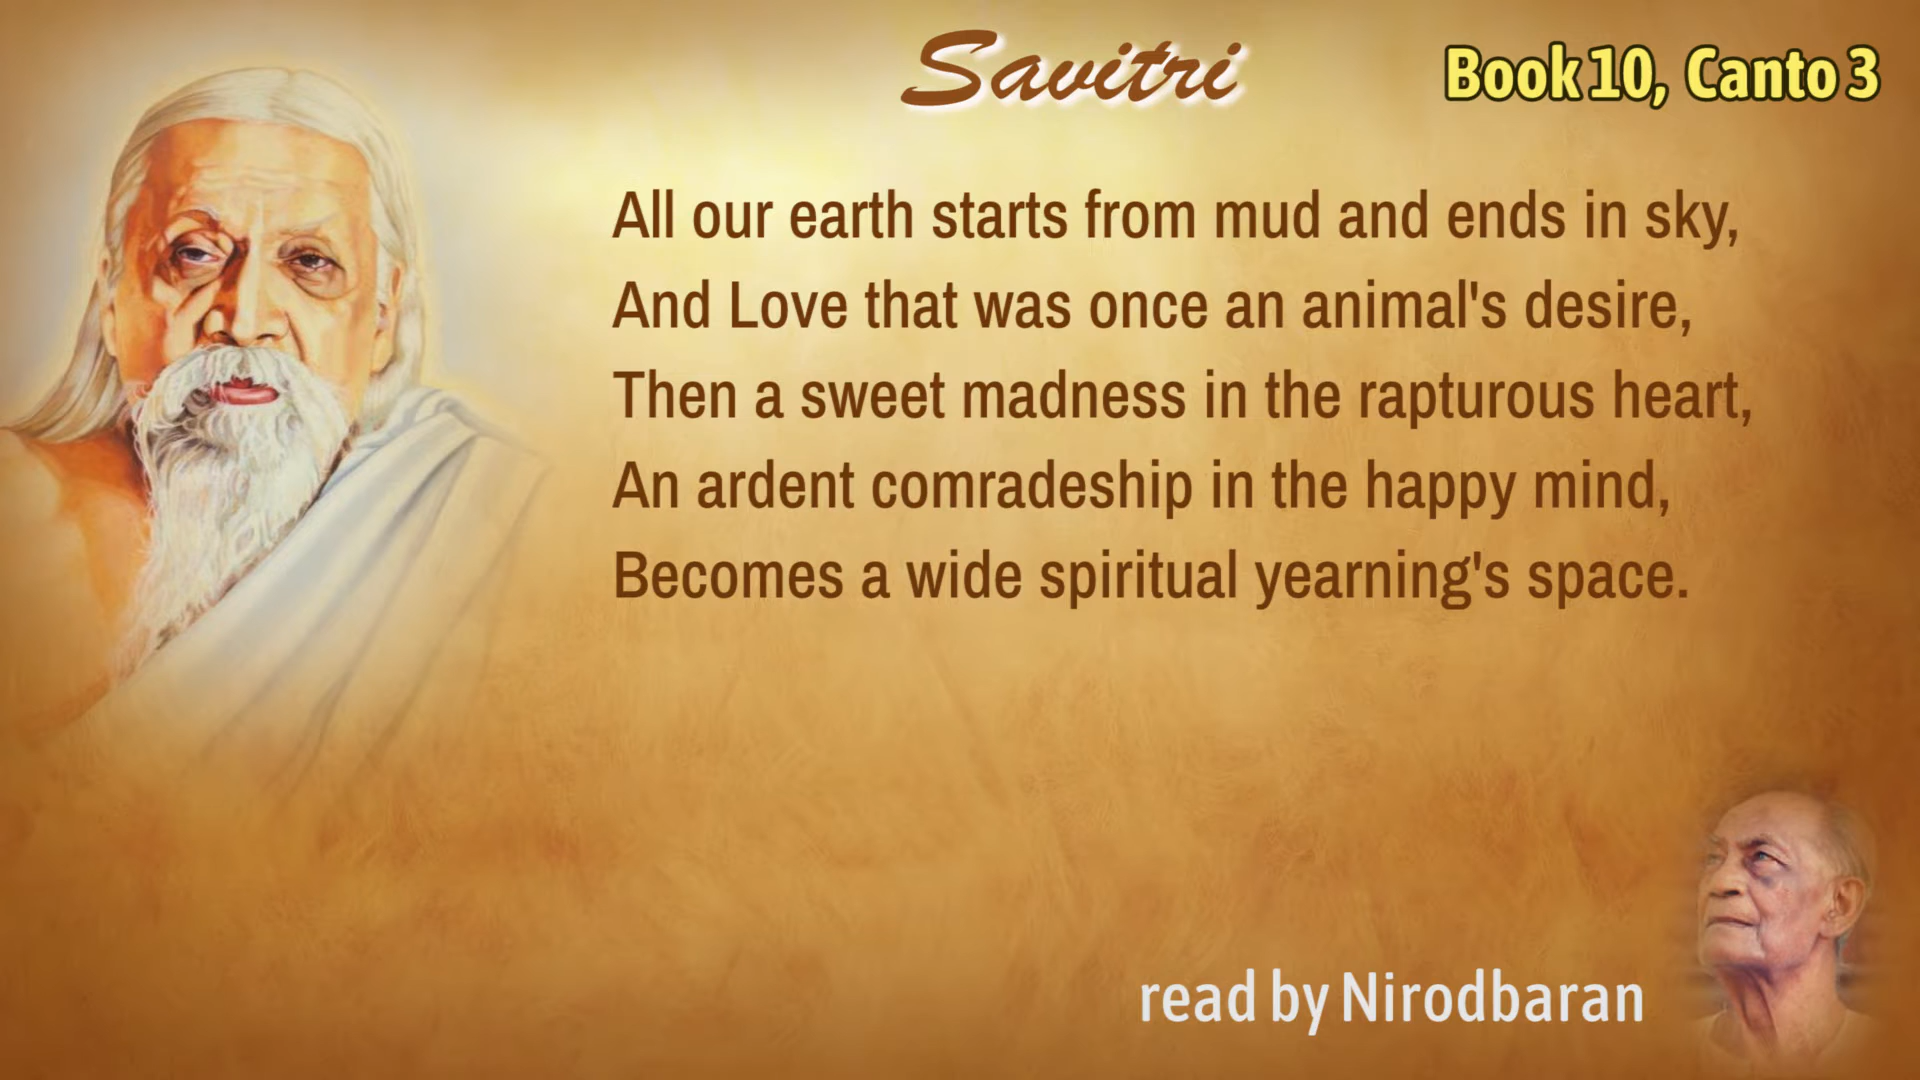 Savitri
Book 10, Canto 3
All our earth starts from mud and ends in sky,
And Love that was once an animal's desire,
Then a sweet madness in the rapturous heart,
An ardent comradeship in the happy mind,
Becomes a wide spiritual yearning's space.
read by Nirodbaran